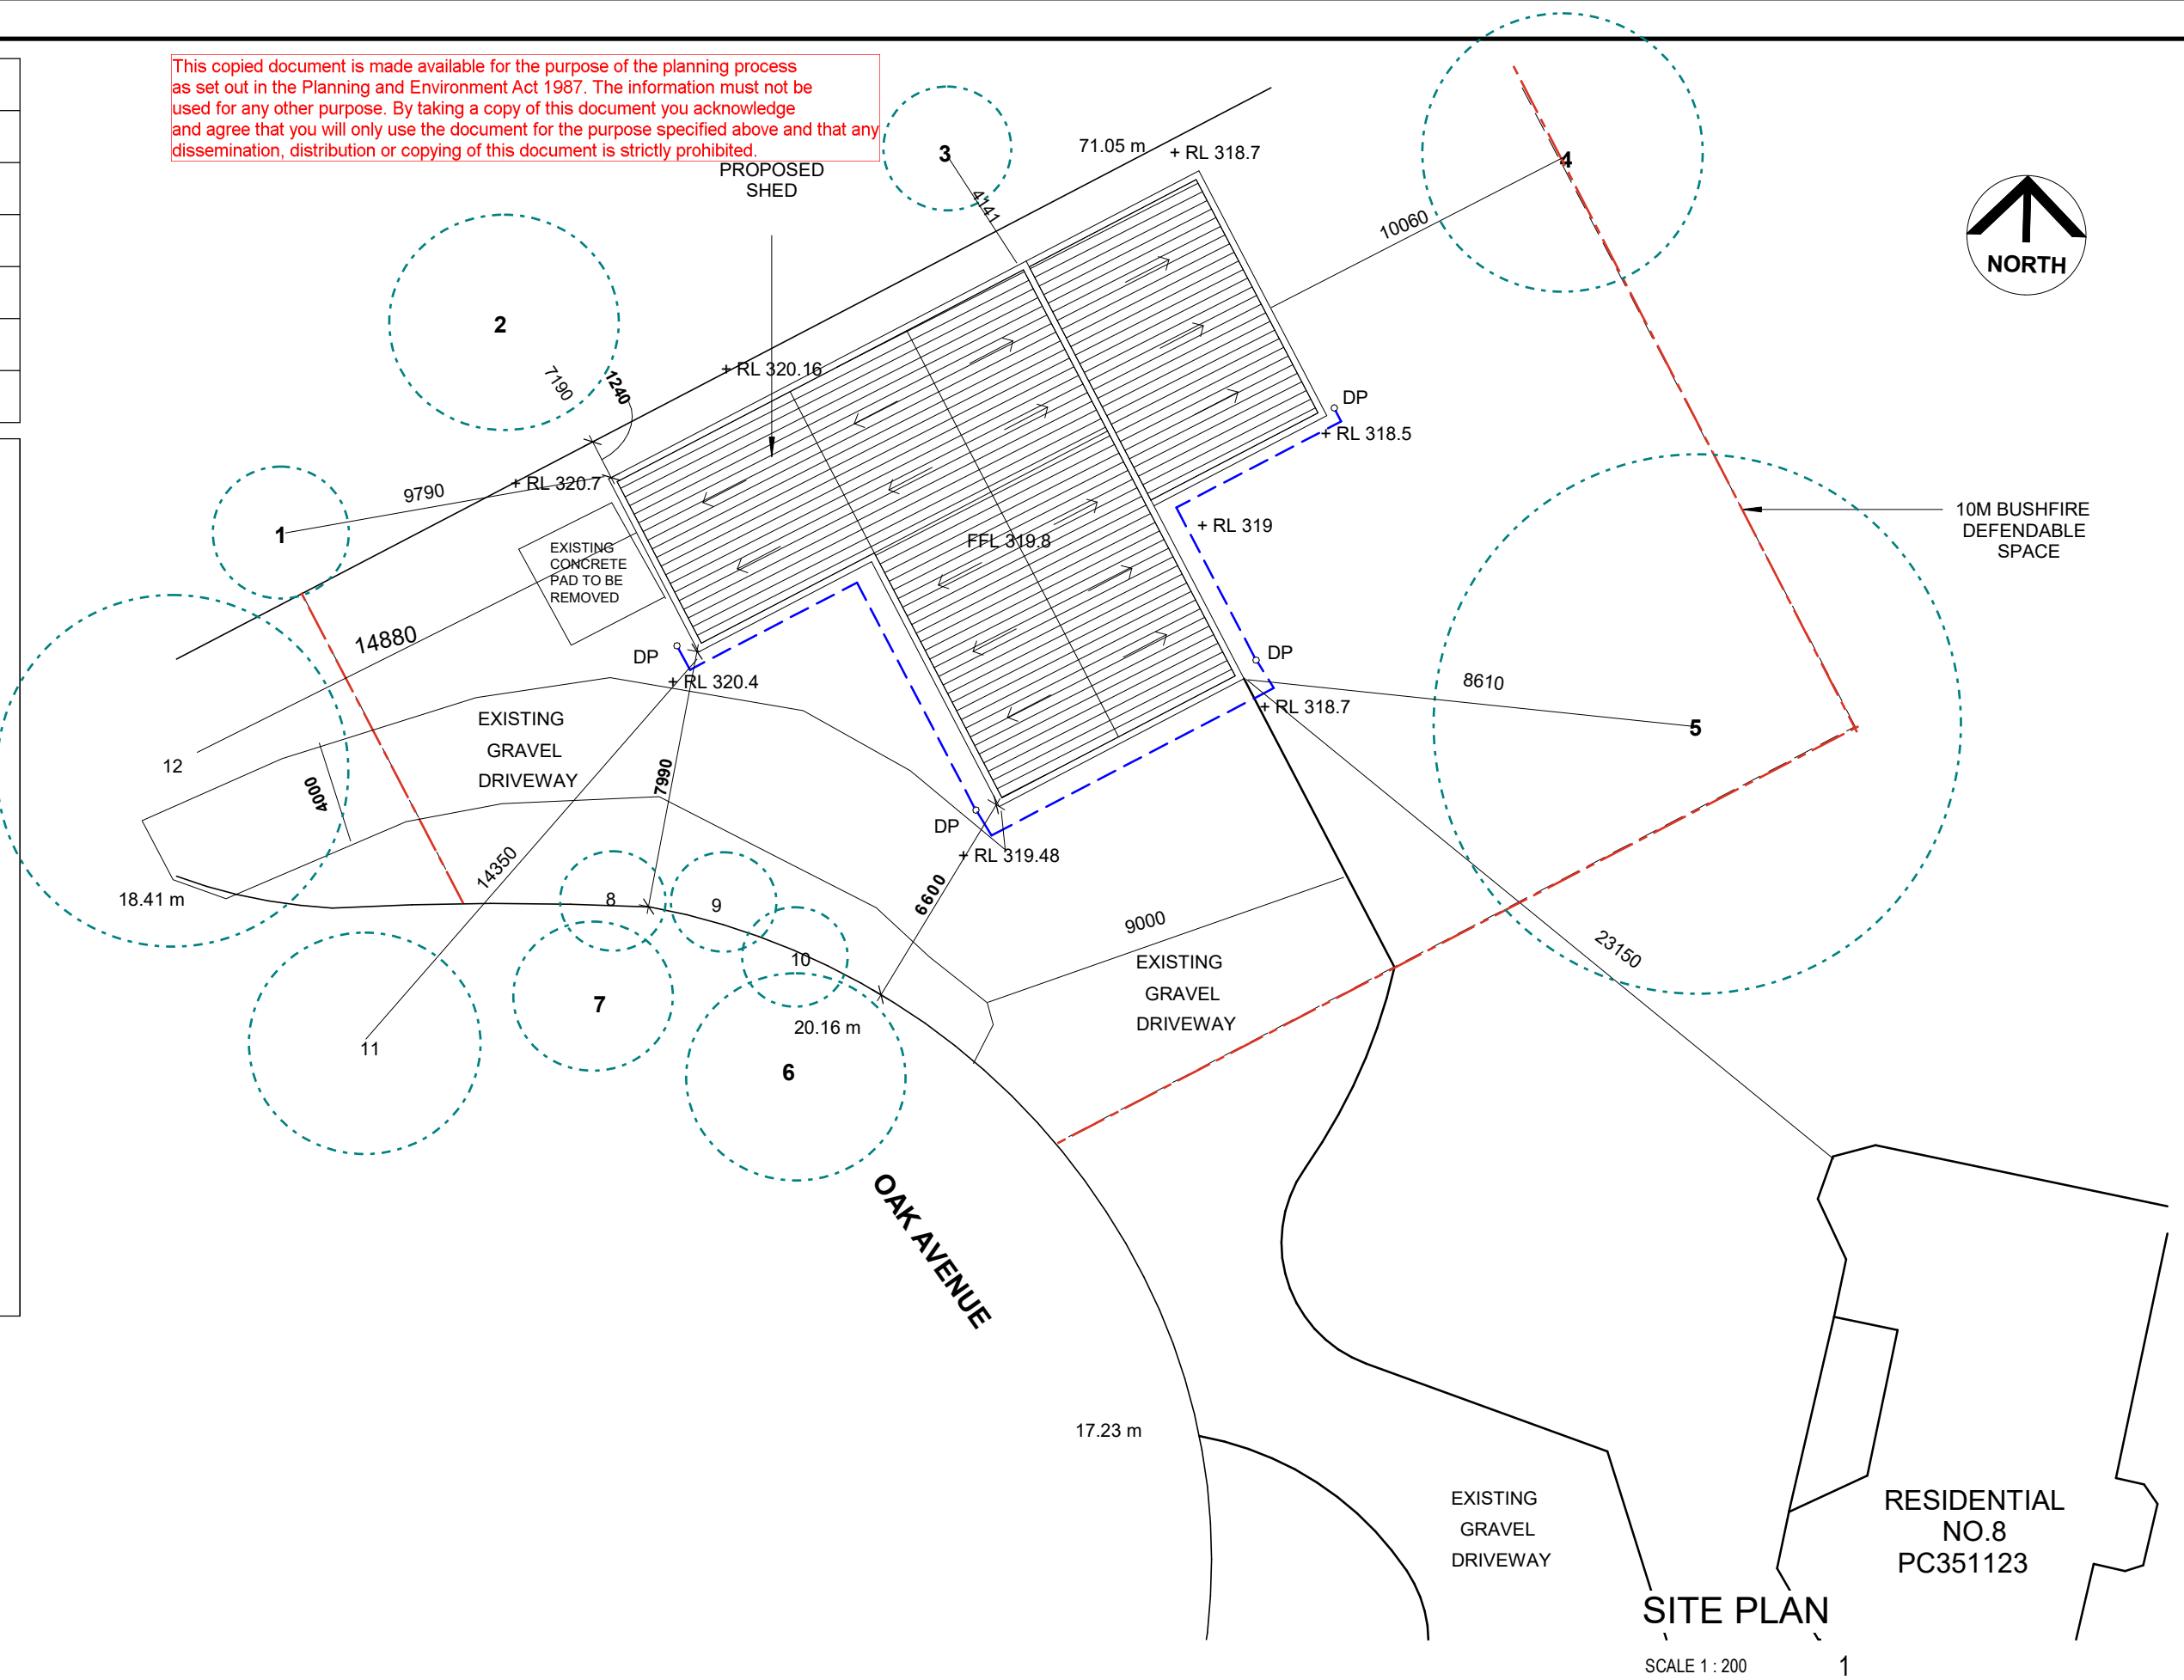 This copied document is made available for the purpose of the planning process
as set out in the Planning and Environment Act 1987. The information must not be
used for any other purpose. By taking a copy of this document you acknowledge
and agree that you will only use the document for the purpose specified above and that any
dissemination, distribution or copying of this document is strictly prohibited.
PROPOSED
SHED
3
4141
71.05 m
+ RL 318.7
4
10060
NORTH
2
7190
1240
+ RL 320.16
DP
+ RL 318.5
1
9790
+ RL 320.7
EXISTING
CONCRETE
PAD TO BE
REMOVED
FFL 319.8
+ RL 319
10M BUSHFIRE
DEFENDABLE
SPACE
14880
DP
+ RL 320.4
DP
+ RL 318.7
8610
5
12
4000
EXISTING
GRAVEL
DRIVEWAY
7990
DP
+ RL 319.48
14350
18.41 m
8
9
10
6600
9000
EXISTING
GRAVEL
DRIVEWAY
23150
11
7
20.16 m
6
OAK AVENUE
17.23 m
EXISTING
GRAVEL
DRIVEWAY
RESIDENTIAL
NO.8
PC351123
SITE PLAN
SCALE 1 : 200
1